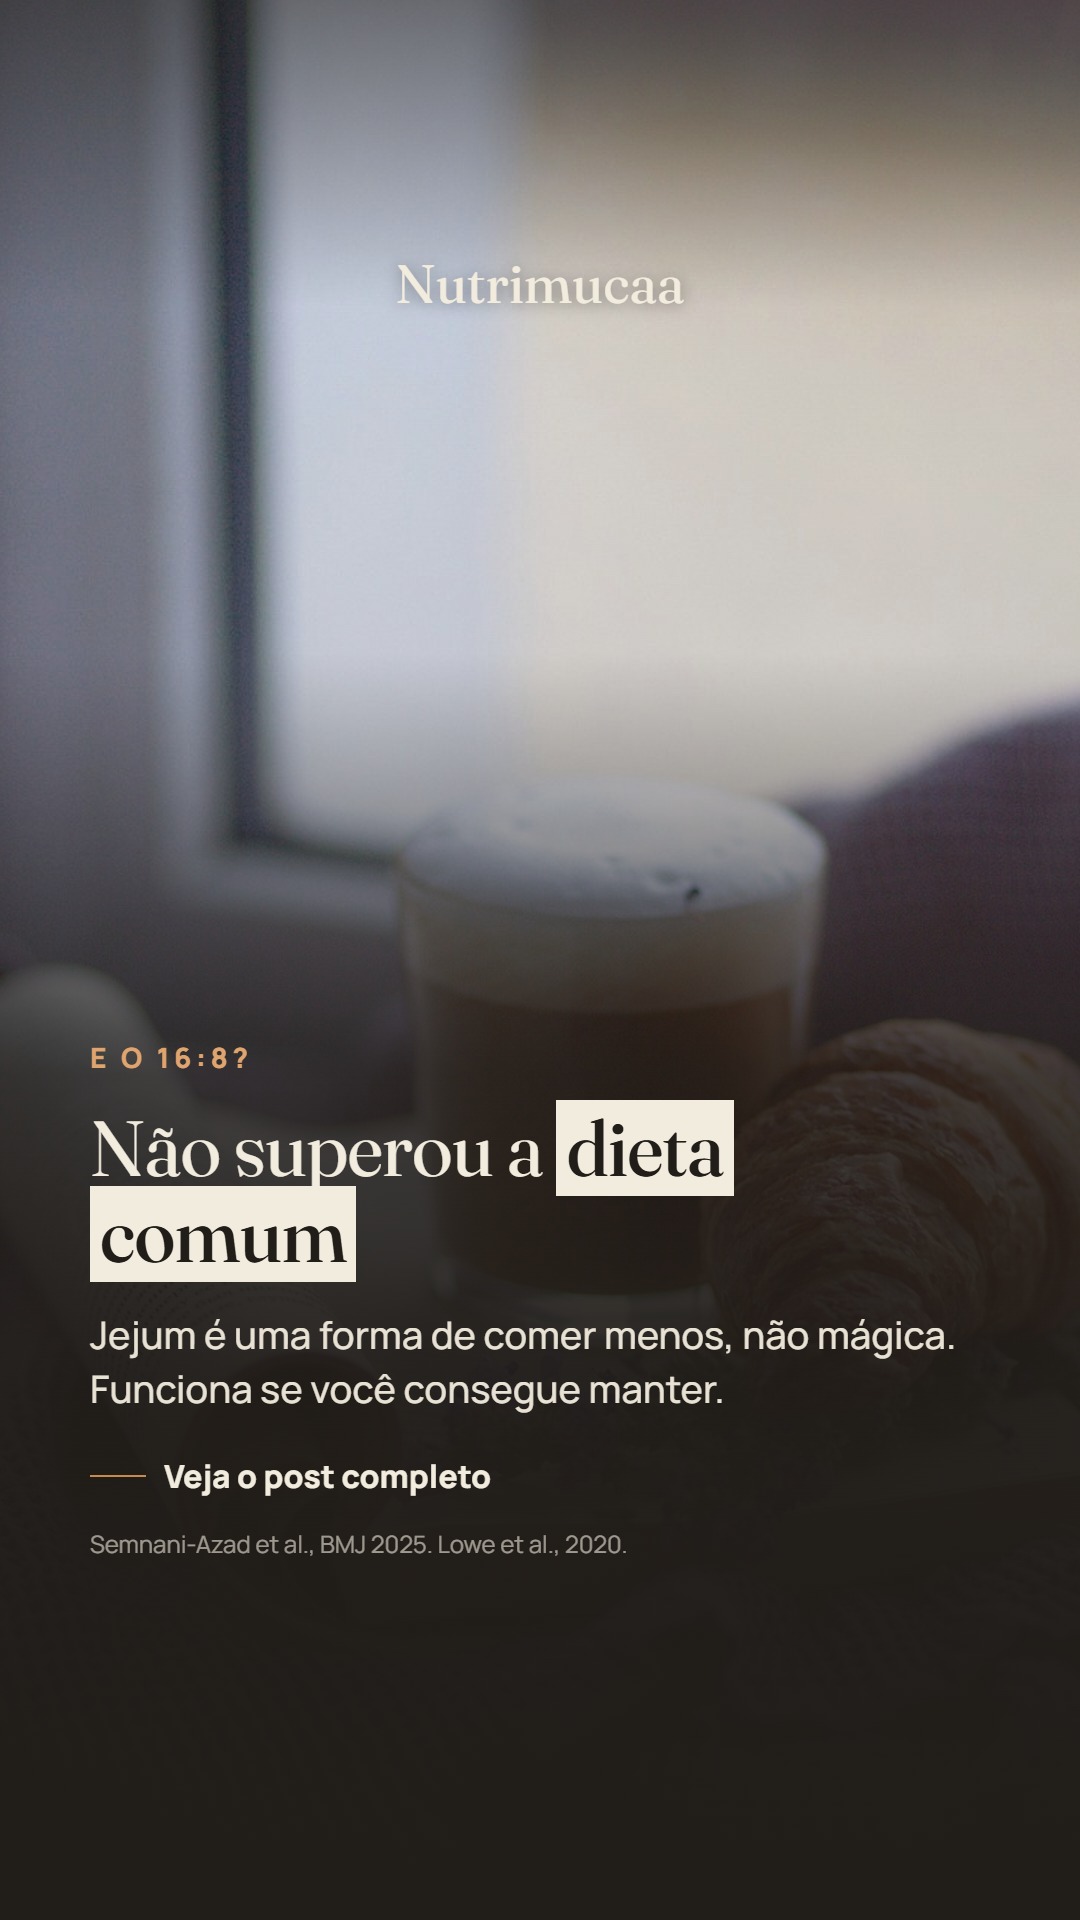 Nutrimucaa
E O 16:8?
Não superou a dieta
comum
Jejum é uma forma de comer menos, não mágica.
Funciona se você consegue manter.
Veja o post completo
Semnani-Azad et al., BMJ 2025. Lowe et al., 2020.